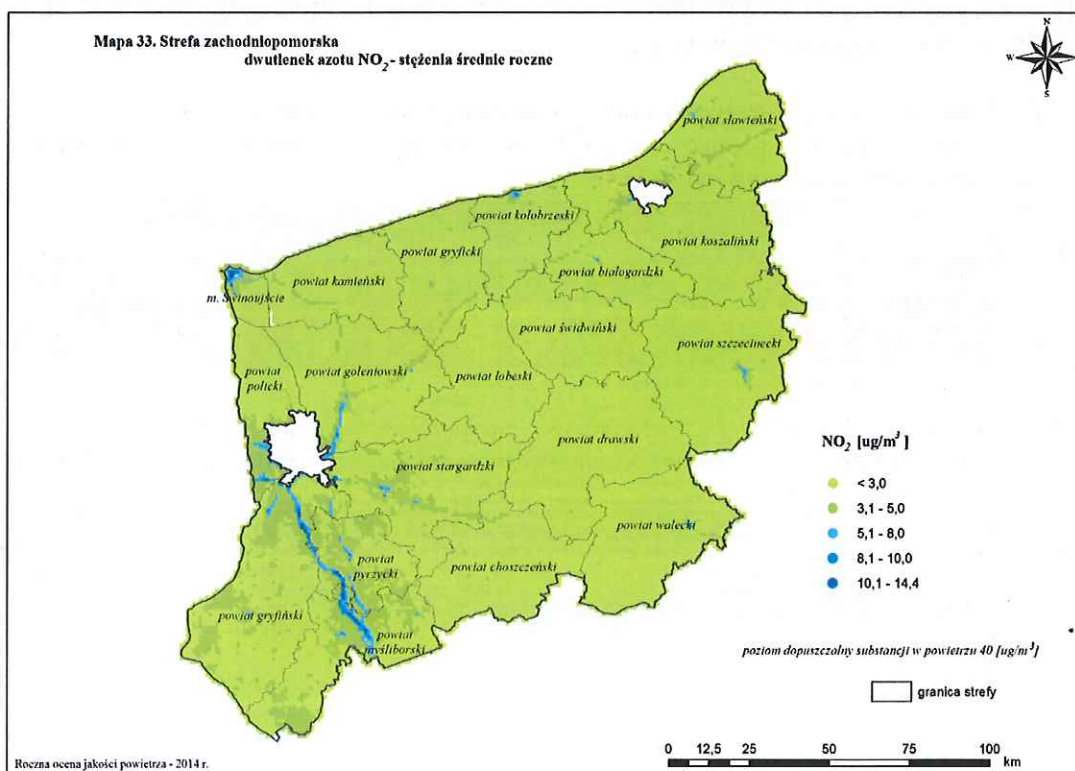 Mapa 33. Strefa zachodniopomorska
dwutlenek azotu NO₂- stężenia średnie roczne
N
W E
S
powiat sławieński
powiat kołobrzeski
powiat koszaliński
powiat gryficki
powiat białogardzki
powiat kamieński
m. Świnoujście
powiat świdwiński
powiat szczecinecki
powiat
policki
powiat goleniowski
powiat łobeski
powiat drawski
powiat stargardzki
powiat wałecki
powiat
pyrzycki
powiat choszczeński
powiat gryfiński
powiat
myśliborski
NO₂ [ug/m³ ]
< 3,0
3,1 - 5,0
5,1 - 8,0
8,1 - 10,0
10,1 - 14,4
poziom dopuszczalny substancji w powietrzu 40 [ug/m³]
granica strefy
0 12,5 25 50 75 100
km
Roczna ocena jakości powietrza - 2014 r.